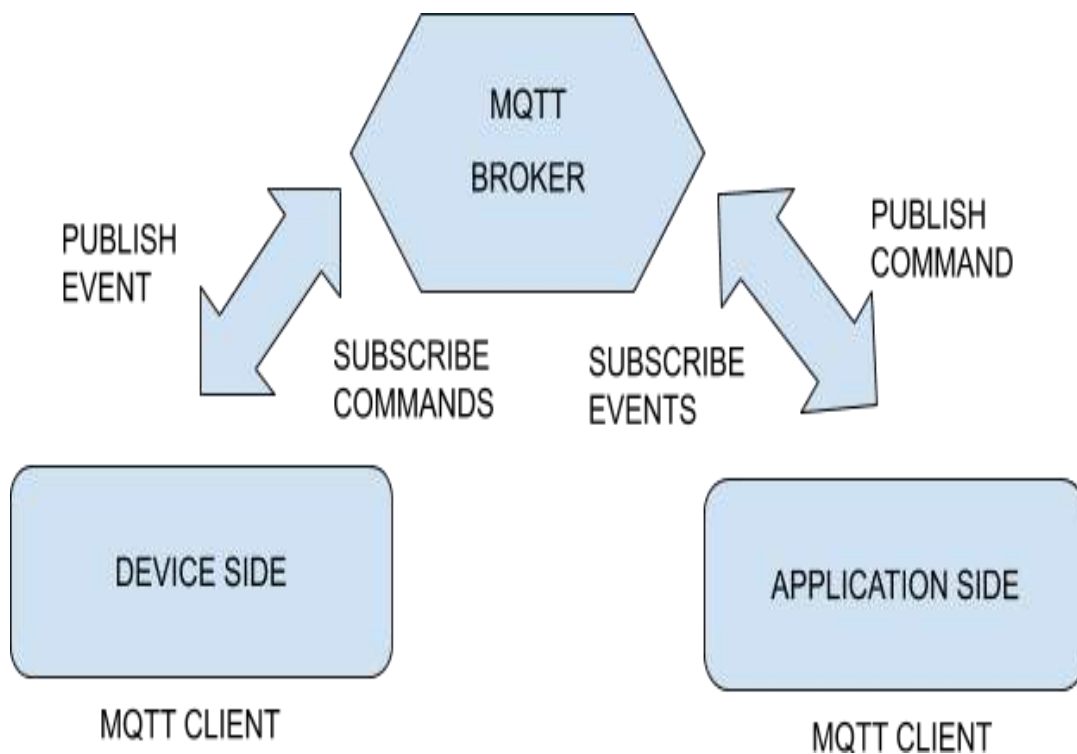 MQTT
BROKER
PUBLISH
EVENT
PUBLISH
COMMAND
SUBSCRIBE
COMMANDS
SUBSCRIBE
EVENTS
DEVICE SIDE
APPLICATION SIDE
MQTT CLIENT
MQTT CLIENT